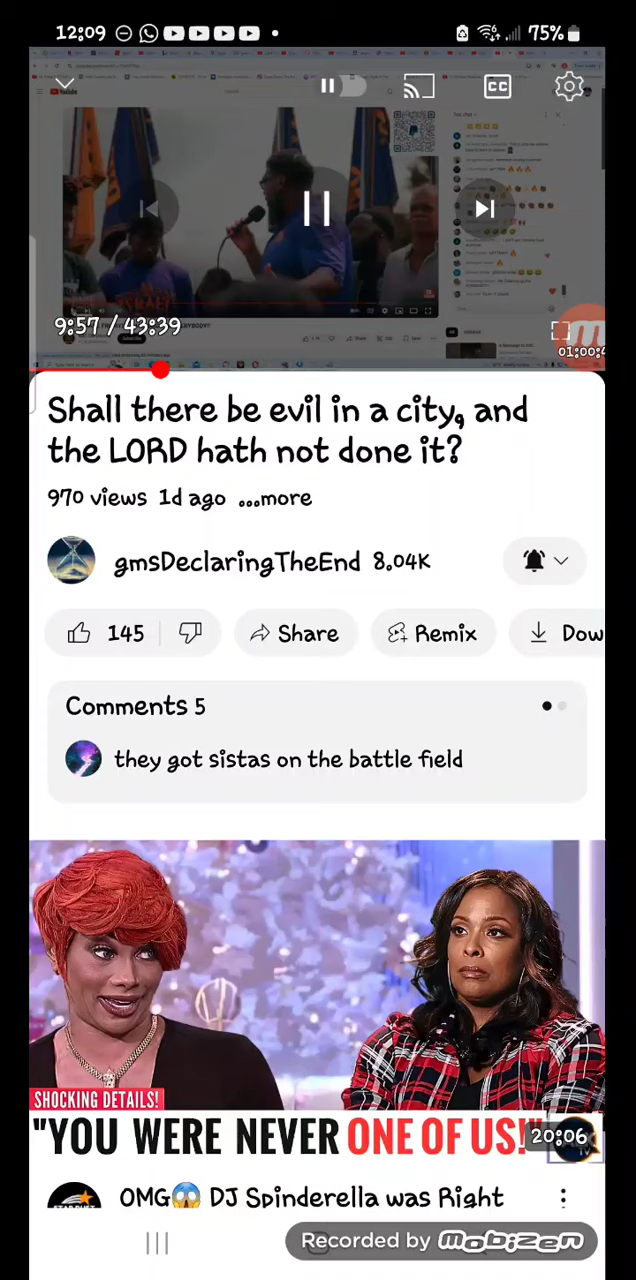 12:09
75%
9:57 / 43:39
01:00:4
Shall there be evil in a city, and
the LORD hath not done it?
970 views 1d ago ...more
gmsDeclaringTheEnd 8.04K
145
Share
Remix
Dow
Comments 5
they got sistas on the battle field
SHOCKING DETAILS!
"YOU WERE NEVER ONE OF US!"
20:06
OMG😱 DJ Spinderella was Right
Recorded by mobizen